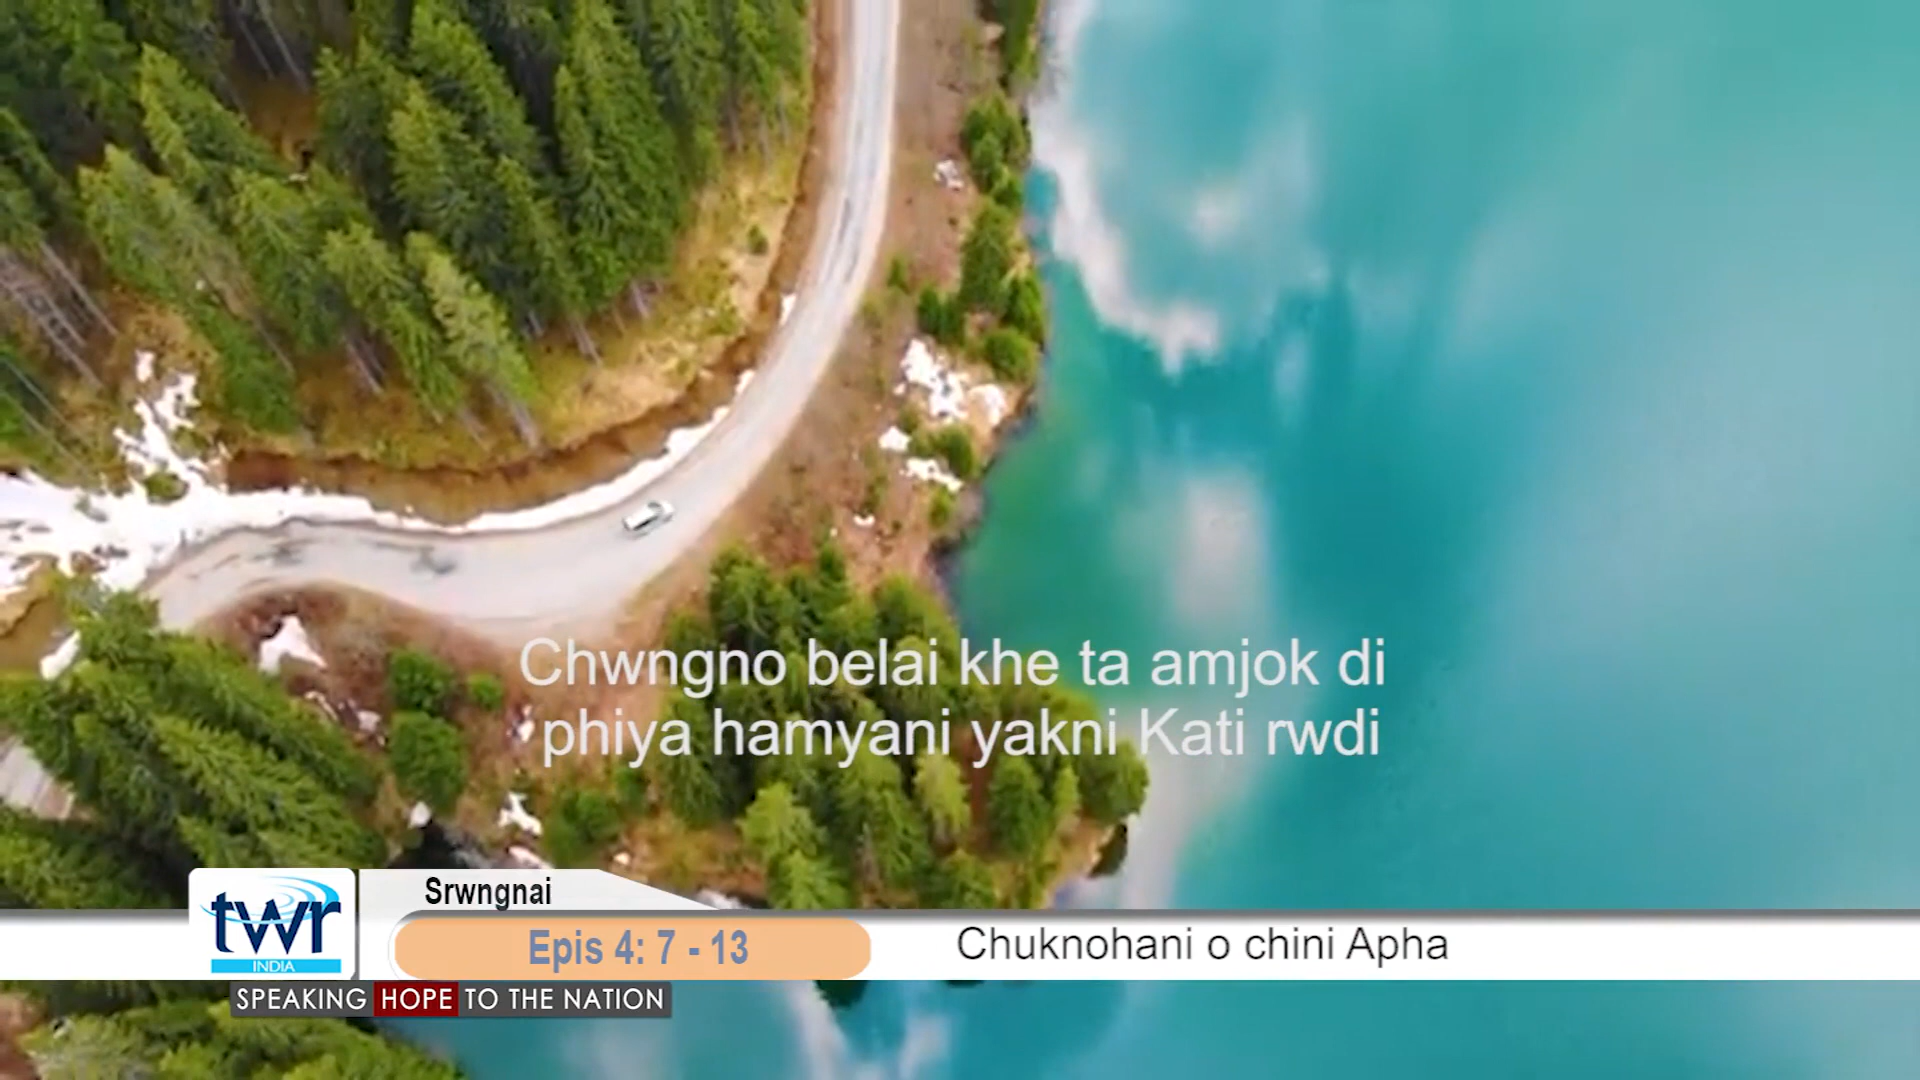 Chwngno belai khe ta amjok di
phiya hamyani yakni Kati rwdi
twr
INDIA
Srwngnai
Epis 4: 7 - 13
Chuknohani o chini Apha
SPEAKING HOPE TO THE NATION